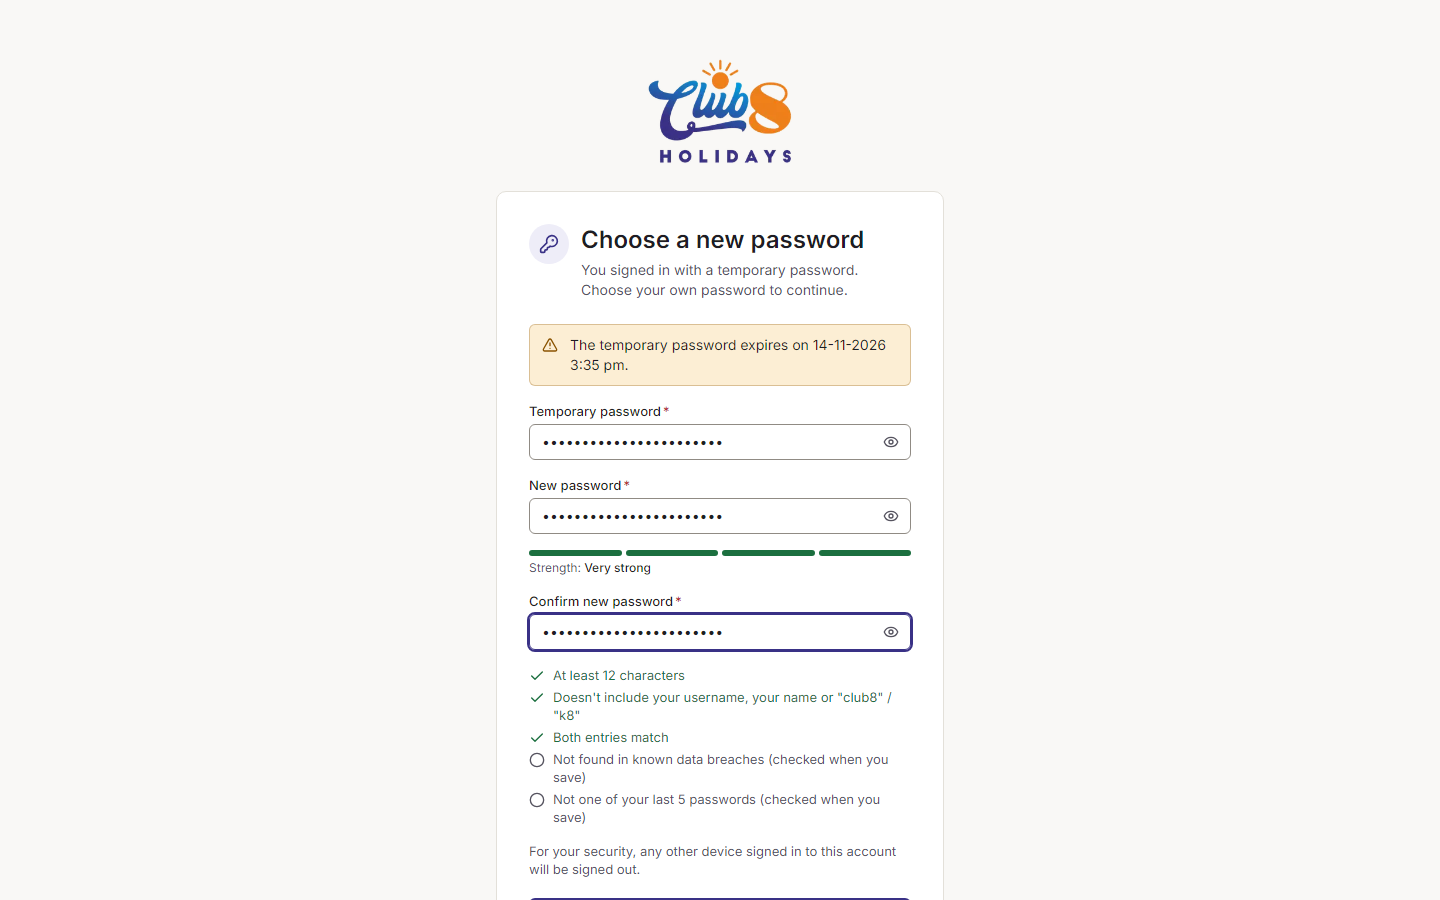 Club8
HOLIDAYS
Choose a new password
You signed in with a temporary password.
Choose your own password to continue.
The temporary password expires on 14-11-2026
3:35 pm.
Temporary password *
•••••••••••••••••••••••
New password *
•••••••••••••••••••••••
Strength: Very strong
Confirm new password *
•••••••••••••••••••••••
At least 12 characters
Doesn't include your username, your name or "club8" /
"k8"
Both entries match
Not found in known data breaches (checked when you
save)
Not one of your last 5 passwords (checked when you
save)
For your security, any other device signed in to this account
will be signed out.